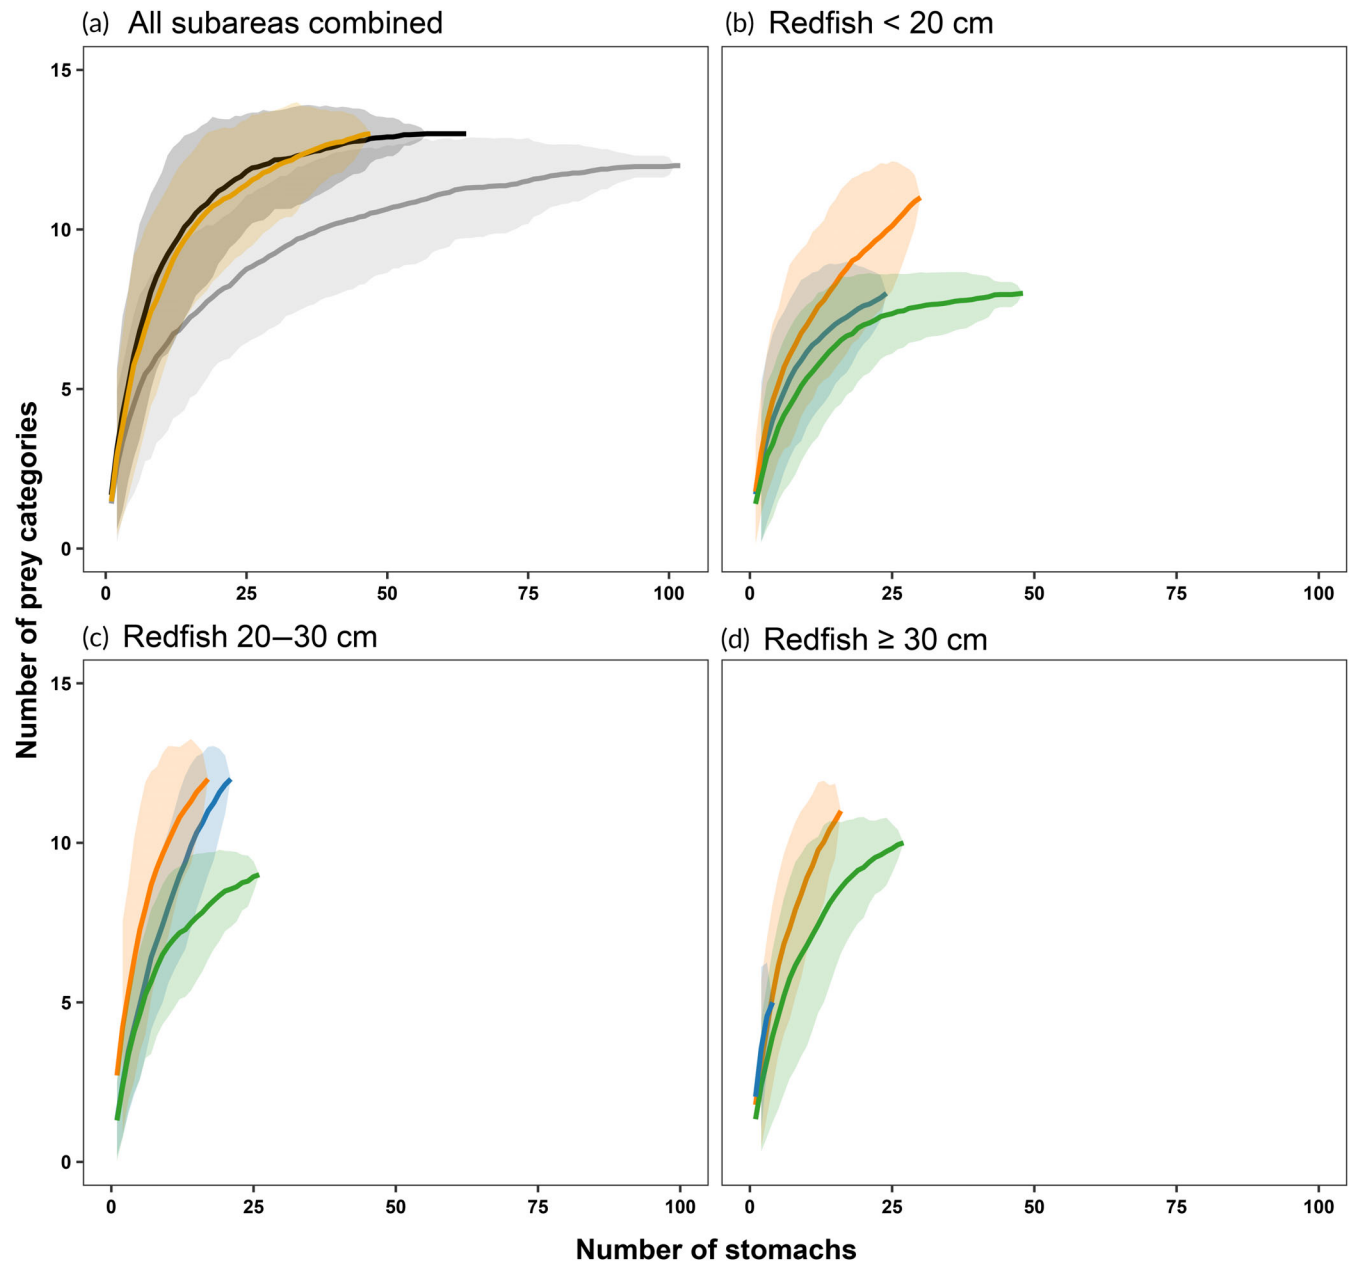 (a) All subareas combined
(b) Redfish < 20 cm
15
10
5
0
0 25 50 75 100
0 25 50 75 100
Number of prey categories
(c) Redfish 20–30 cm
(d) Redfish ≥ 30 cm
15
10
5
0
0 25 50 75 100
0 25 50 75 100
Number of stomachs